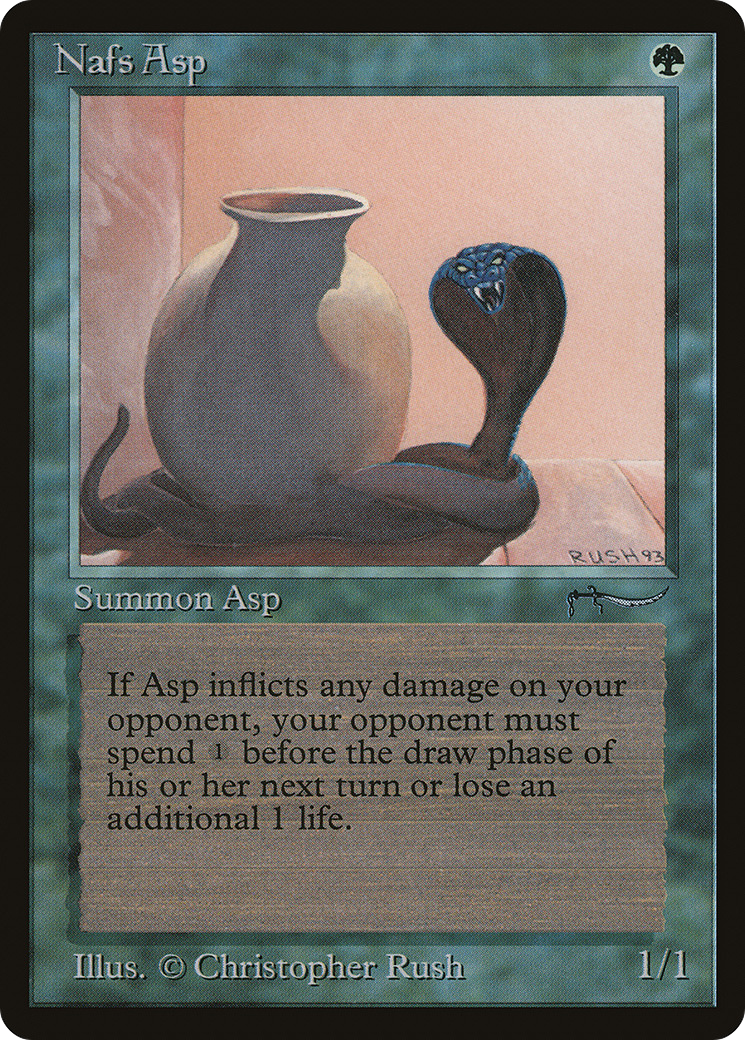 Nafs Asp
RUSH 93
Summon Asp
If Asp inflicts any damage on your
opponent, your opponent must
spend 1 before the draw phase of
his or her next turn or lose an
additional 1 life.
Illus. © Christopher Rush
1/1